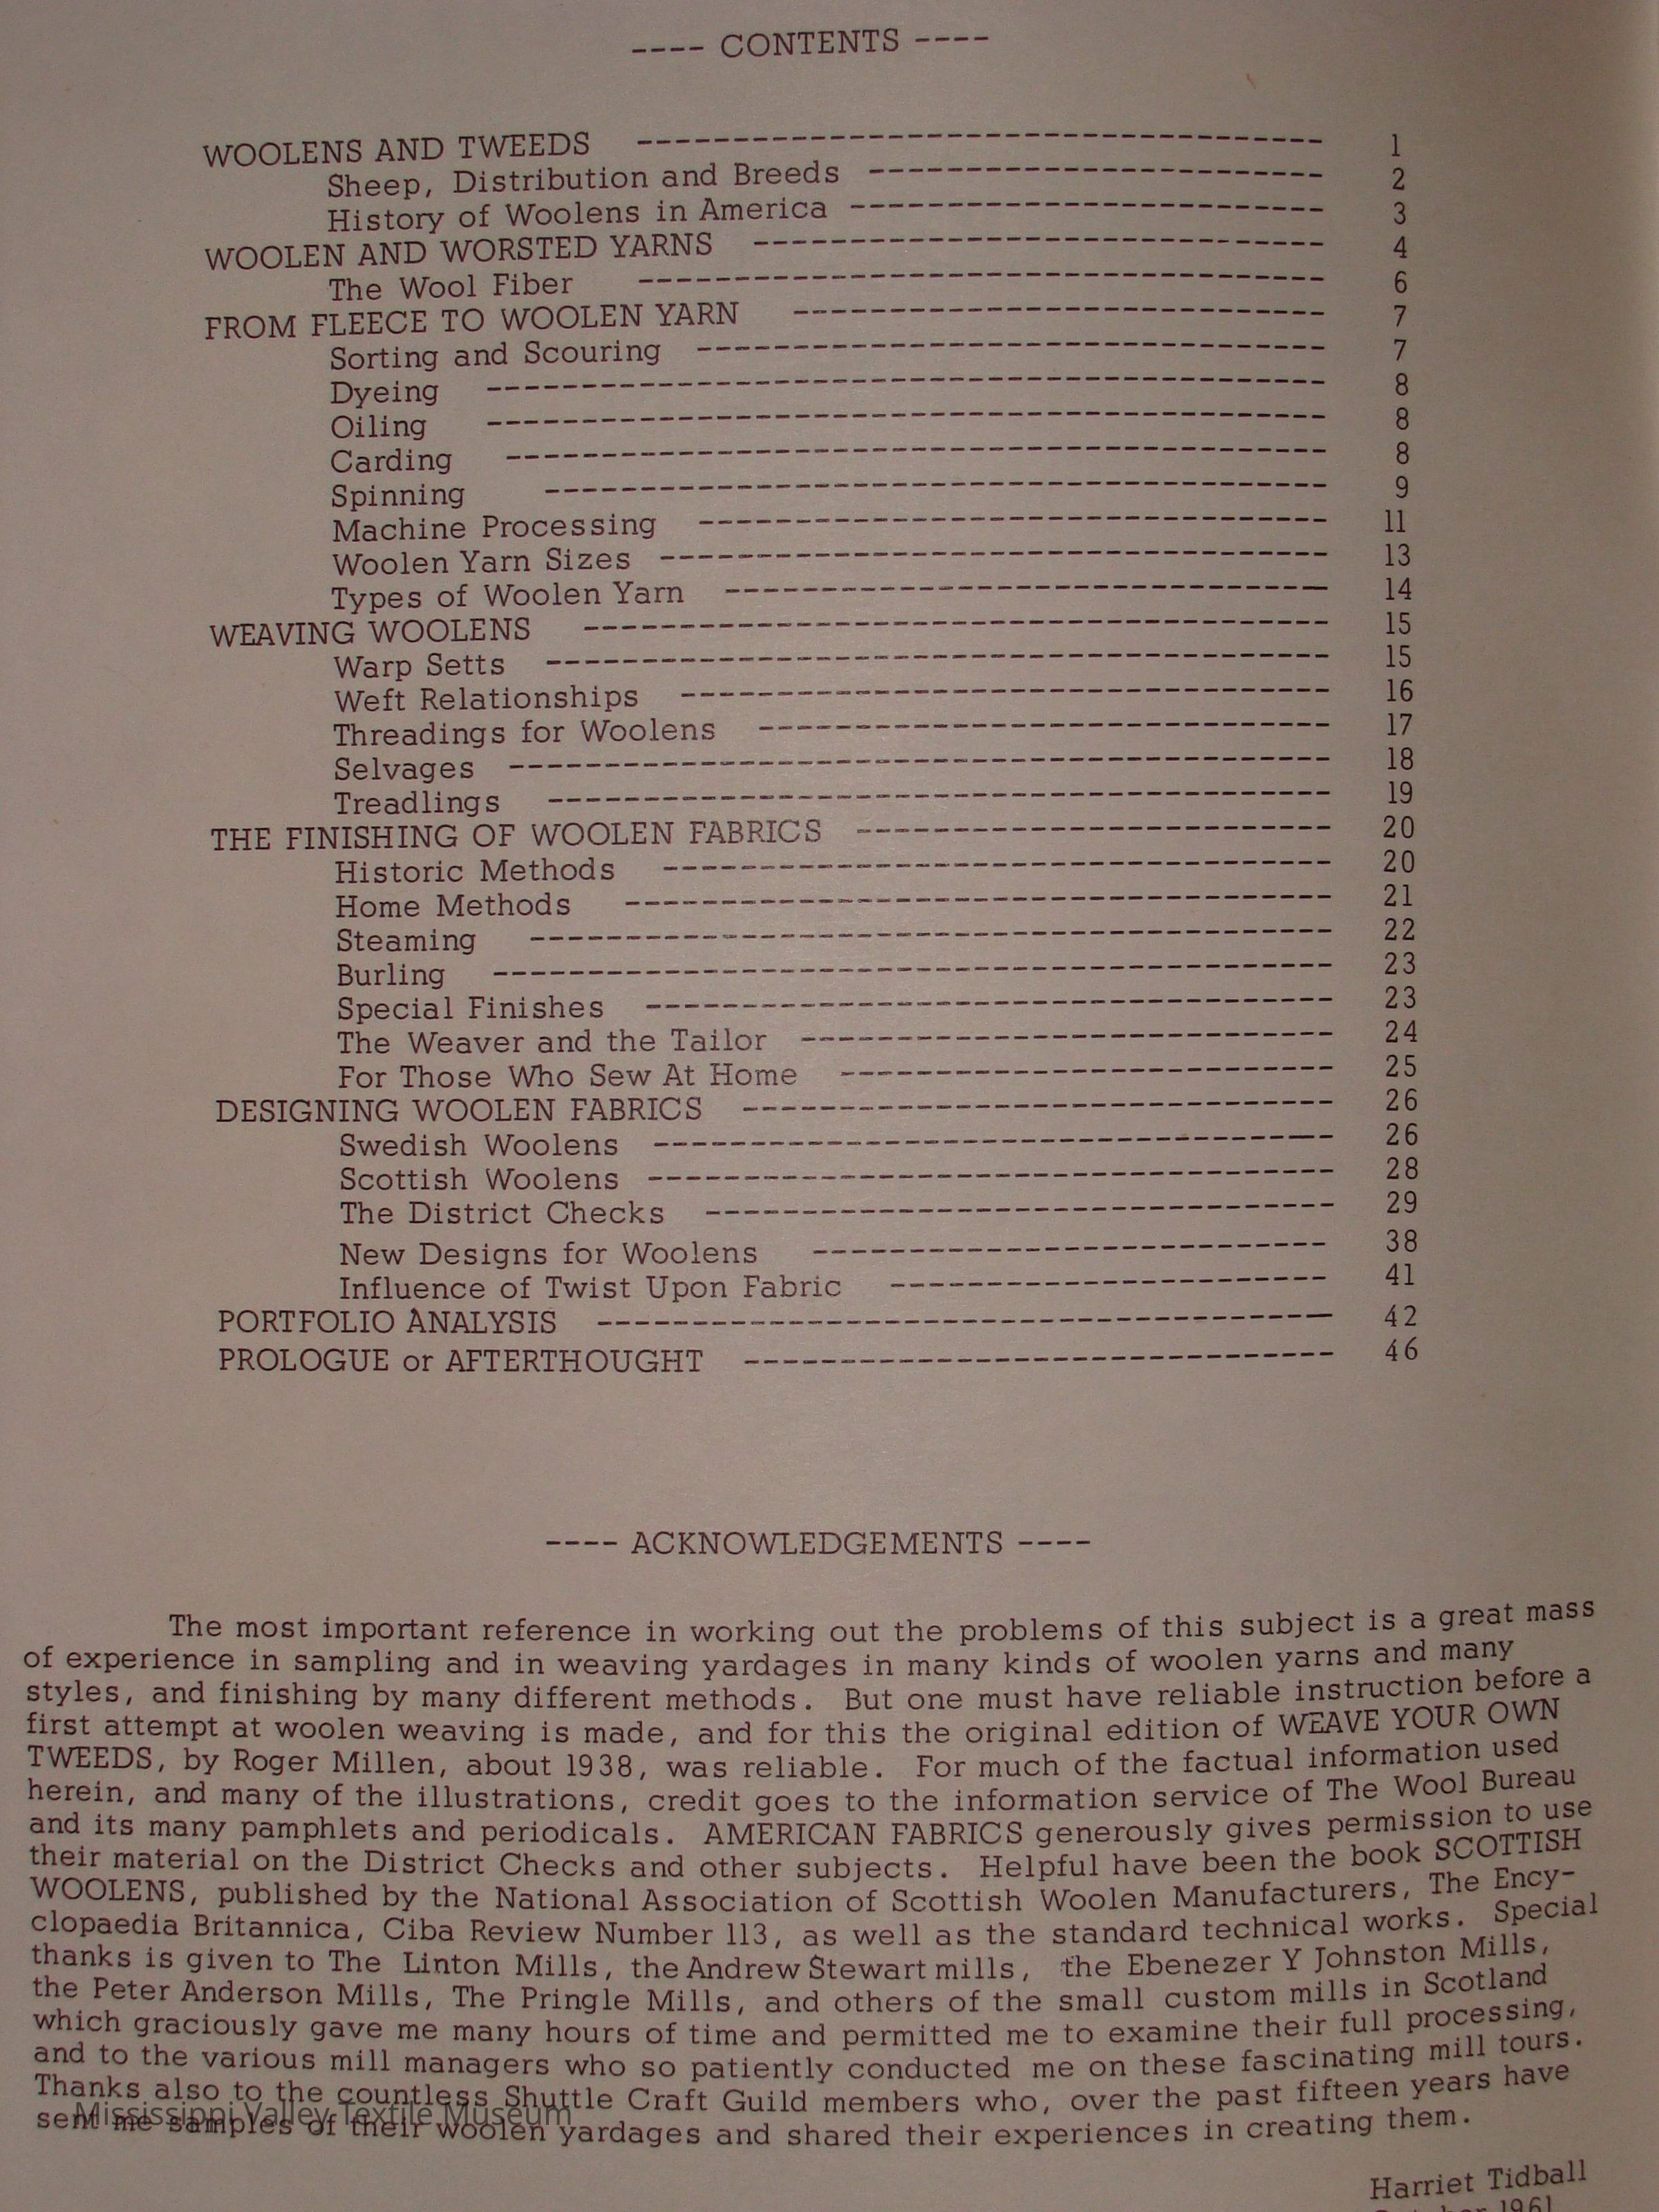 ---- CONTENTS ----
WOOLENS AND TWEEDS ------------------------------------ 1
Sheep, Distribution and Breeds ------------------------ 2
History of Woolens in America ------------------------- 3
WOOLEN AND WORSTED YARNS ------------------------------ 4
The Wool Fiber ------------------------------------ 6
FROM FLEECE TO WOOLEN YARN ---------------------------- 7
Sorting and Scouring --------------------------------- 7
Dyeing -------------------------------------------- 8
Oiling -------------------------------------------- 8
Carding ------------------------------------------- 8
Spinning ----------------------------------------- 9
Machine Processing --------------------------------- 11
Woolen Yarn Sizes ----------------------------------- 13
Types of Woolen Yarn -------------------------------- 14
WEAVING WOOLENS --------------------------------------- 15
Warp Setts ----------------------------------------- 15
Weft Relationships ---------------------------------- 16
Threadings for Woolens ------------------------------ 17
Selvages ------------------------------------------- 18
Treadlings ----------------------------------------- 19
THE FINISHING OF WOOLEN FABRICS ------------------------- 20
Historic Methods ----------------------------------- 20
Home Methods ------------------------------------- 21
Steaming ------------------------------------------ 22
Burling -------------------------------------------- 23
Special Finishes ------------------------------------ 23
The Weaver and the Tailor ---------------------------- 24
For Those Who Sew At Home -------------------------- 25
DESIGNING WOOLEN FABRICS ------------------------------- 26
Swedish Woolens ------------------------------------ 26
Scottish Woolens ------------------------------------ 28
The District Checks --------------------------------- 29
New Designs for Woolens --------------------------- 38
Influence of Twist Upon Fabric ----------------------- 41
PORTFOLIO ANALYSIS --------------------------------------- 42
PROLOGUE or AFTERTHOUGHT ------------------------------- 46
---- ACKNOWLEDGEMENTS ----
The most important reference in working out the problems of this subject is a great mass
of experience in sampling and in weaving yardages in many kinds of woolen yarns and many
styles, and finishing by many different methods. But one must have reliable instruction before a
first attempt at woolen weaving is made, and for this the original edition of WEAVE YOUR OWN
TWEEDS, by Roger Millen, about 1938, was reliable. For much of the factual information used
herein, and many of the illustrations, credit goes to the information service of The Wool Bureau
and its many pamphlets and periodicals. AMERICAN FABRICS generously gives permission to use
their material on the District Checks and other subjects. Helpful have been the book SCOTTISH
WOOLENS, published by the National Association of Scottish Woolen Manufacturers, The Ency-
clopaedia Britannica, Ciba Review Number 113, as well as the standard technical works. Special
thanks is given to The Linton Mills, the Andrew Stewart mills, the Ebenezer Y Johnston Mills,
the Peter Anderson Mills, The Pringle Mills, and others of the small custom mills in Scotland
which graciously gave me many hours of time and permitted me to examine their full processing,
and to the various mill managers who so patiently conducted me on these fascinating mill tours.
Thanks also to the countless Shuttle Craft Guild members who, over the past fifteen years have
sent me samples of their woolen yardages and shared their experiences in creating them.
Mississippi Valley Textile Museum
Harriet Tidball
October 1961